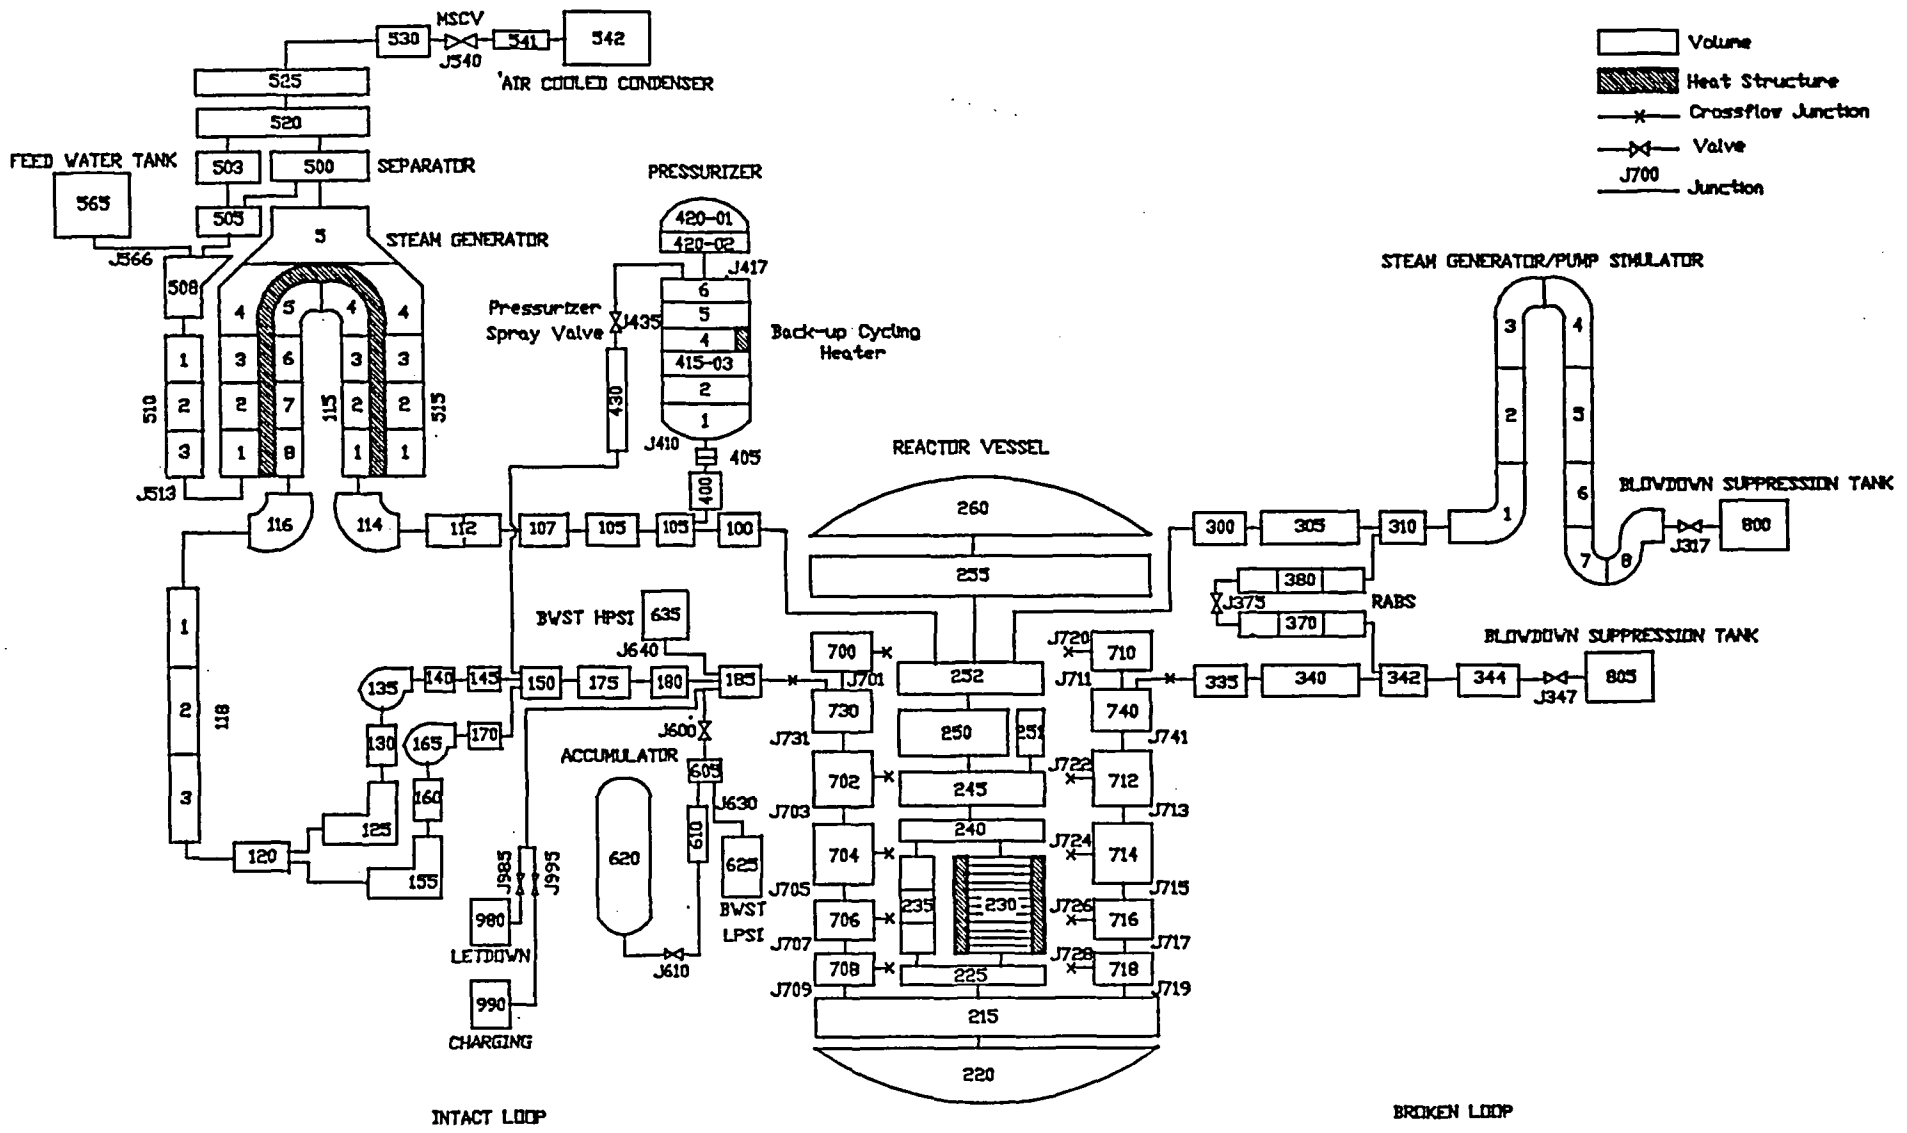 MSCV
530
541
542
J540
'AIR COOLED CONDENSER
525
520
503
500
SEPARATOR
FEED WATER TANK
565
505
5
STEAM GENERATOR
J566
508
4
5
4
4
1
3
6
3
3
510
2
2
7
115
2
2
515
3
1
8
1
1
J513
116
114
112
107
105
105
100
1
2
3
118
120
125
155
130
160
135
165
140
145
170
150
175
180
185
PRESSURIZER
420-01
420-02
J417
6
5
4
415-03
2
1
Pressurizer
Spray Valve
J435
Back-up Cycling
Heater
430
J410
405
400
BWST HPSI
635
J640
J600
ACCUMULATOR
605
J630
610
620
625
BWST
LPSI
J610
J985
J995
980
LETDOWN
990
CHARGING
REACTOR VESSEL
260
255
252
250
251
245
240
235
230
225
215
220
700
J701
730
J731
702
J703
704
J705
706
J707
708
J709
J720
710
J711
740
J741
J722
712
J713
J724
714
J715
J726
716
J717
J728
718
J719
STEAM GENERATOR/PUMP SIMULATOR
3
4
2
5
1
6
7
8
BLOWDOWN SUPPRESSION TANK
800
J317
300
305
310
380
J375
RABS
370
BLOWDOWN SUPPRESSION TANK
335
340
342
344
J347
805
Volume
Heat Structure
Crossflow Junction
Valve
J700
Junction
INTACT LOOP
BROKEN LOOP